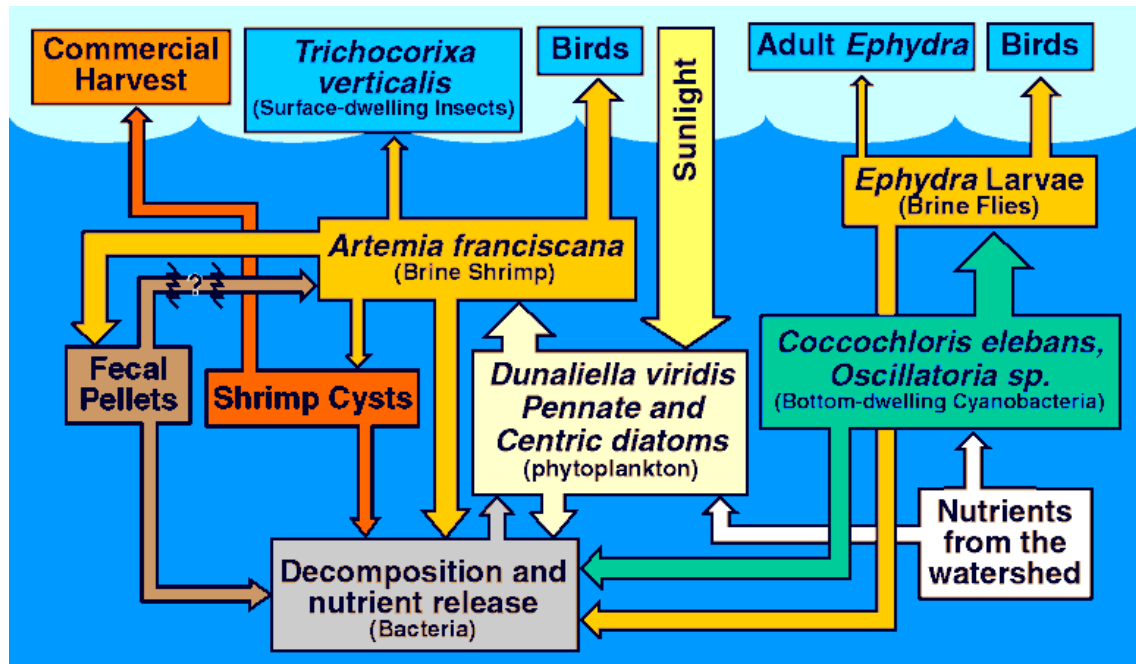 Commercial
Harvest
Trichocorixa
verticalis
(Surface-dwelling Insects)
Birds
Sunlight
Adult Ephydra
Birds
Ephydra Larvae
(Brine Flies)
Artemia franciscana
(Brine Shrimp)
?
Fecal
Pellets
Shrimp Cysts
Dunaliella viridis
Pennate and
Centric diatoms
(phytoplankton)
Coccochloris elebans,
Oscillatoria sp.
(Bottom-dwelling Cyanobacteria)
Nutrients
from the
watershed
Decomposition and
nutrient release
(Bacteria)